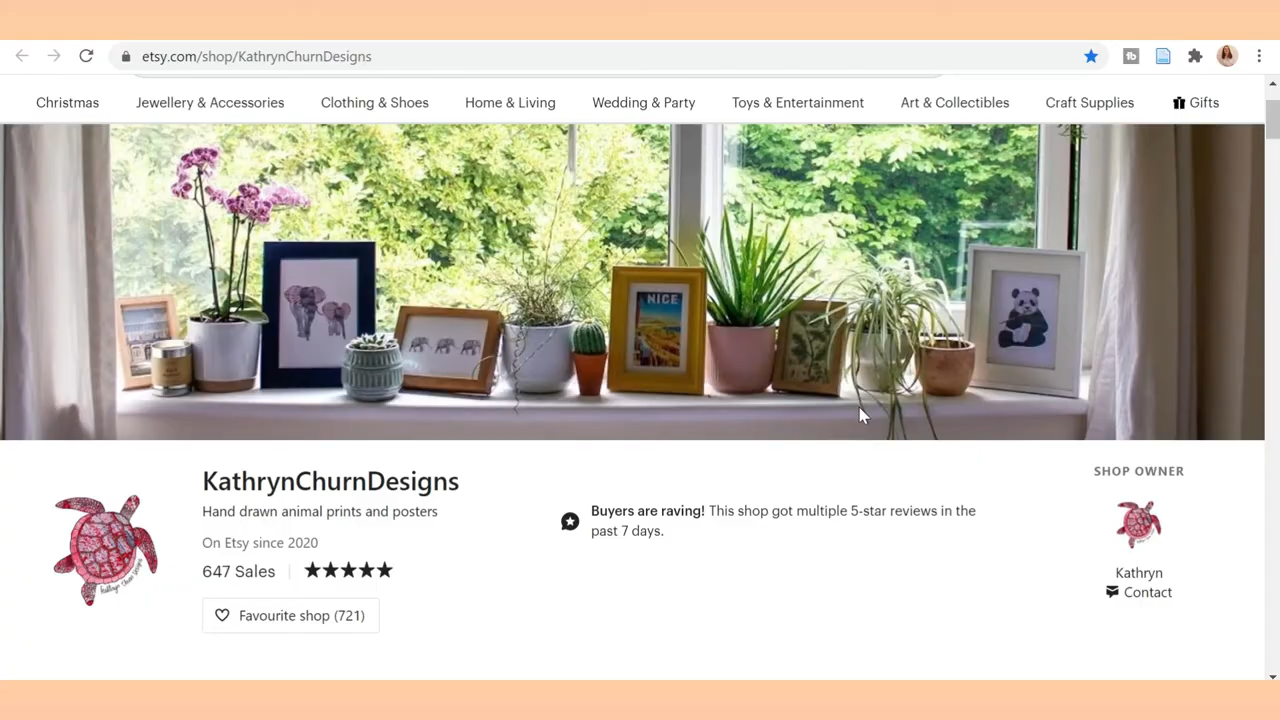 etsy.com/shop/KathrynChurnDesigns
Christmas Jewellery & Accessories Clothing & Shoes Home & Living Wedding & Party Toys & Entertainment Art & Collectibles Craft Supplies Gifts
NICE
KathrynChurnDesigns
Hand drawn animal prints and posters
On Etsy since 2020
647 Sales
Favourite shop (721)
Buyers are raving! This shop got multiple 5-star reviews in the
past 7 days.
SHOP OWNER
Kathryn
Contact